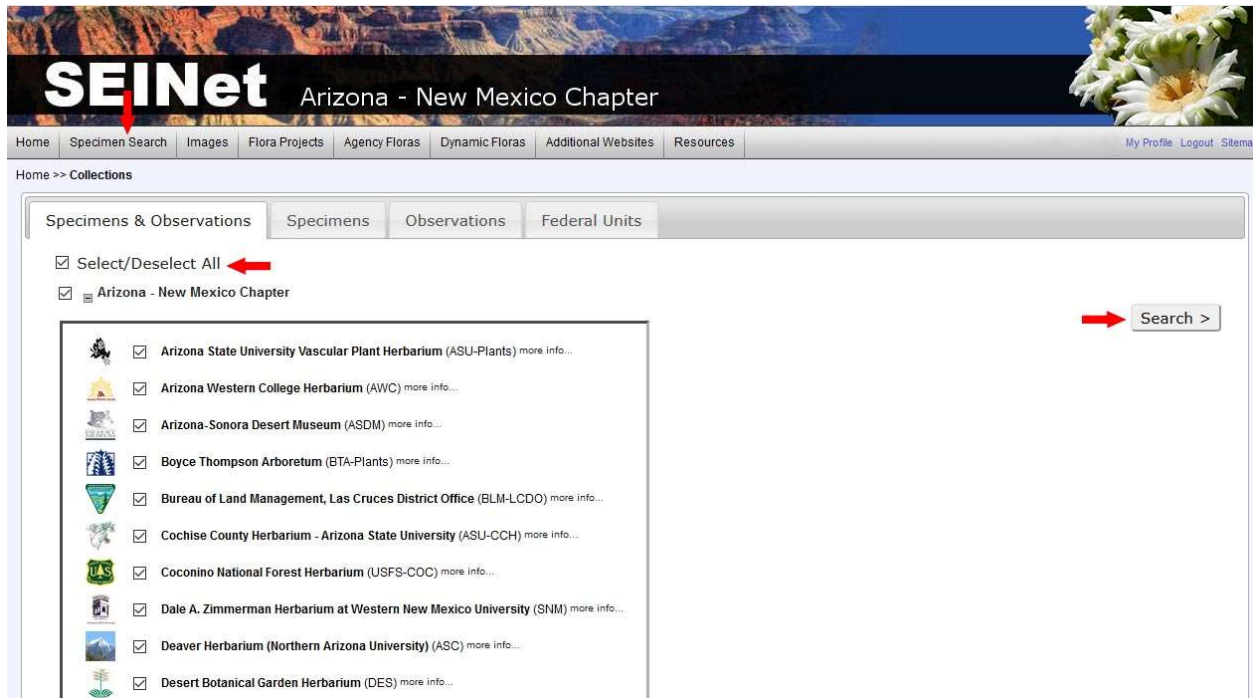 SEINet Arizona - New Mexico Chapter
Home Specimen Search Images Flora Projects Agency Floras Dynamic Floras Additional Websites Resources My Profile Logout Sitema
Home >> Collections
Specimens & Observations Specimens Observations Federal Units
Select/Deselect All
Arizona - New Mexico Chapter
Search >
Arizona State University Vascular Plant Herbarium (ASU-Plants) more info...
Arizona Western College Herbarium (AWC) more info...
Arizona-Sonora Desert Museum (ASDM) more info...
Boyce Thompson Arboretum (BTA-Plants) more info...
Bureau of Land Management, Las Cruces District Office (BLM-LCDO) more info...
Cochise County Herbarium - Arizona State University (ASU-CCH) more info...
UAS Coconino National Forest Herbarium (USFS-COC) more info...
Dale A. Zimmerman Herbarium at Western New Mexico University (SNM) more info...
Deaver Herbarium (Northern Arizona University) (ASC) more info...
Desert Botanical Garden Herbarium (DES) more info...